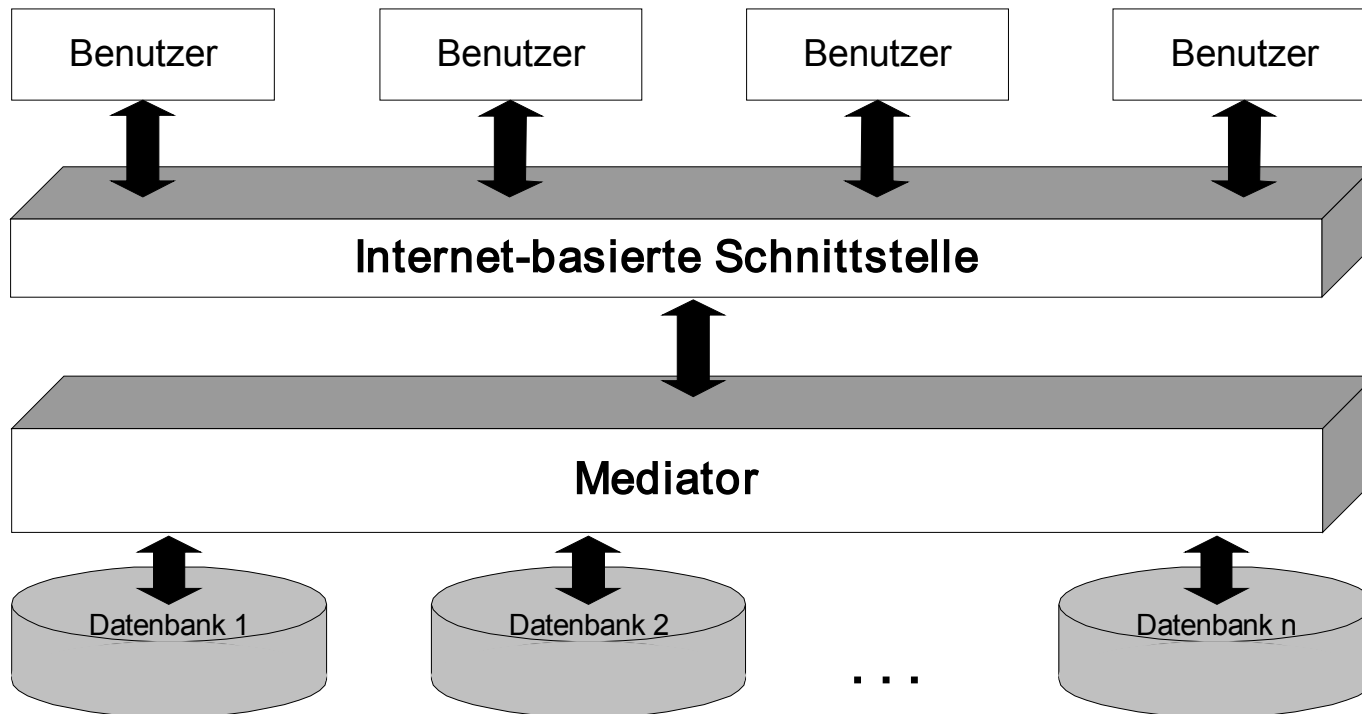 Benutzer
Benutzer
Benutzer
Benutzer
Internet-basierte Schnittstelle
Mediator
Datenbank 1
Datenbank 2
Datenbank n
. . .